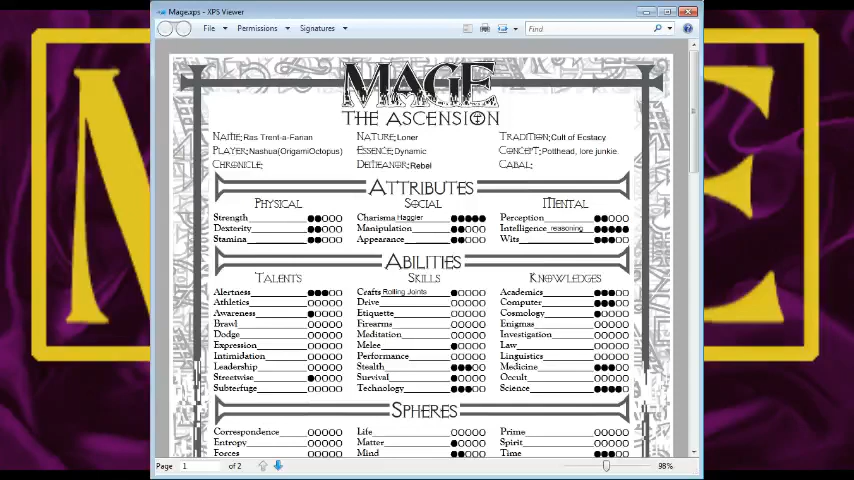 Mage.xps - XPS Viewer
File Permissions Signatures Find
MAGE
THE ASCENSION
NAME: Ras Trent-a-Farian NATURE: Loner TRADITION: Cult of Ecstacy
PLAYER: Nashua(OrigamiOctopus) ESSENCE: Dynamic CONCEPT: Potthead, lore junkie.
CHRONICLE: DEMEANOR: Rebel CABAL:
ATTRIBUTES
PHYSICAL SOCIAL MENTAL
Strength Charisma Haggler Perception
Dexterity Manipulation Intelligence reasoning
Stamina Appearance Wits
ABILITIES
TALENTS SKILLS KNOWLEDGES
Alertness Crafts Rolling Joints Academics
Athletics Drive Computer
Awareness Etiquette Cosmology
Brawl Firearms Enigmas
Dodge Meditation Investigation
Expression Melee Law
Intimidation Performance Linguistics
Leadership Stealth Medicine
Streetwise Survival Occult
Subterfuge Technology Science
SPHERES
Correspondence Life Prime
Entropy Matter Spirit
Forces Mind Time
Page 1 of 2 98%